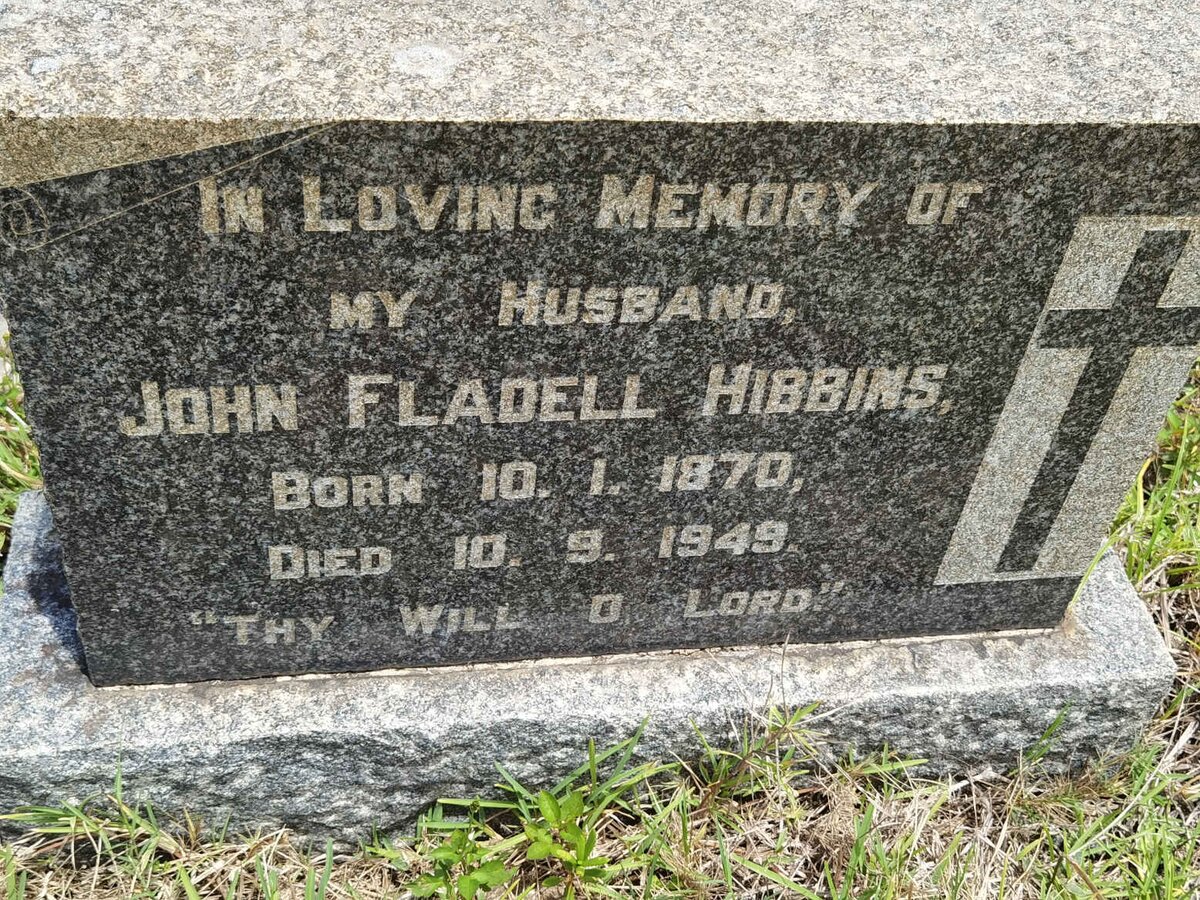 IN LOVING MEMORY OF
MY HUSBAND,
JOHN FLADELL HIBBINS,
BORN 10. 1. 1870,
DIED 10. 9. 1949.
"THY WILL O LORD."